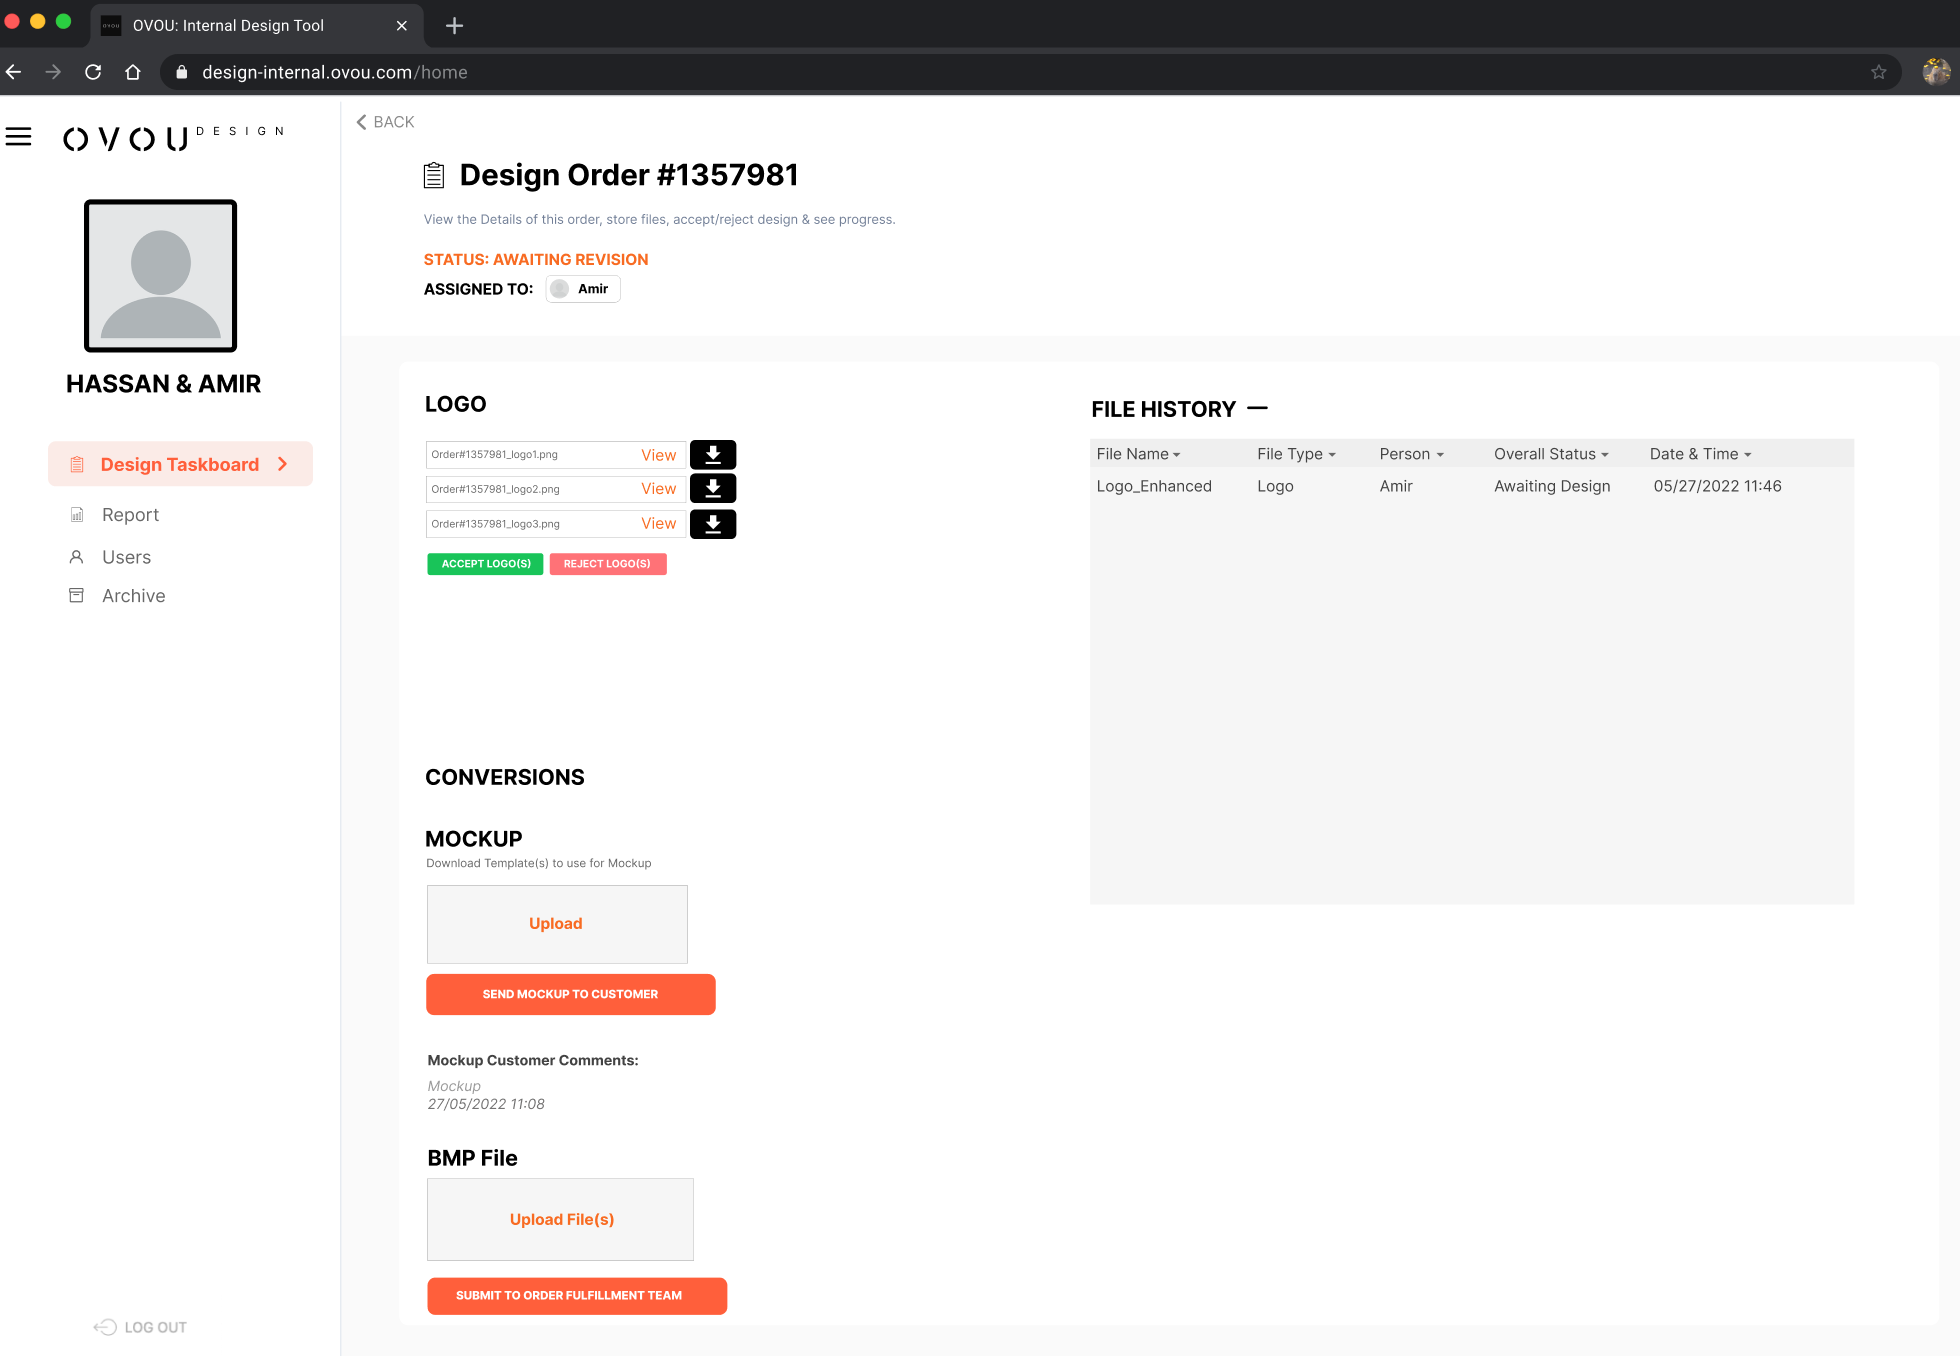 OVOU: Internal Design Tool
design-internal.ovou.com/home
OVOU DESIGN
HASSAN & AMIR
Design Taskboard
Report
Users
Archive
LOG OUT
BACK
Design Order #1357981
View the Details of this order, store files, accept/reject design & see progress.
STATUS: AWAITING REVISION
ASSIGNED TO: Amir
LOGO
Order#1357981_logo1.png View
Order#1357981_logo2.png View
Order#1357981_logo3.png View
ACCEPT LOGO(S) REJECT LOGO(S)
CONVERSIONS
MOCKUP
Download Template(s) to use for Mockup
Upload
SEND MOCKUP TO CUSTOMER
Mockup Customer Comments:
Mockup
27/05/2022 11:08
BMP File
Upload File(s)
SUBMIT TO ORDER FULFILLMENT TEAM
FILE HISTORY —
File Name File Type Person Overall Status Date & Time
Logo_Enhanced Logo Amir Awaiting Design 05/27/2022 11:46